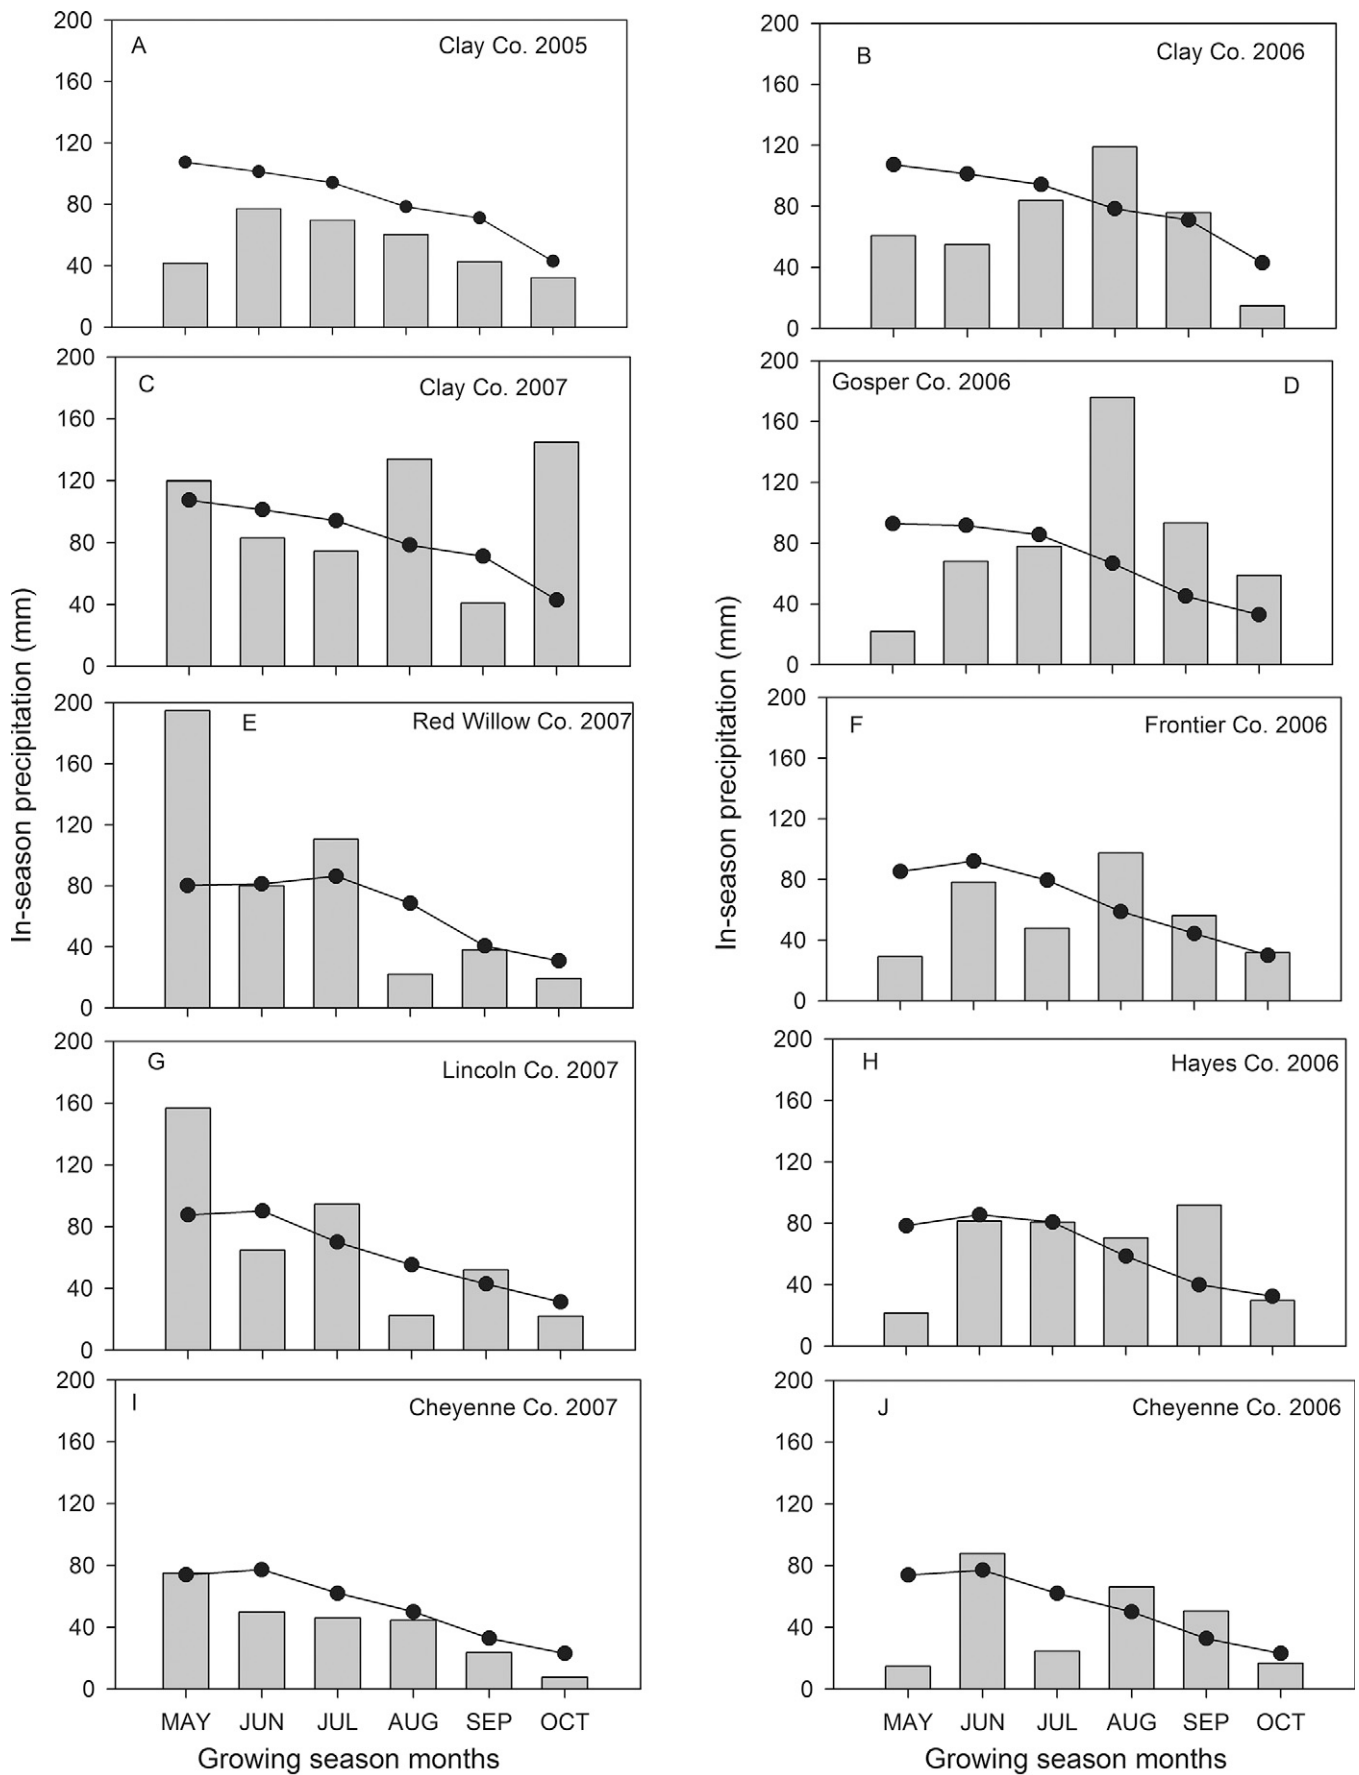 200
160
120
80
40
0
A
Clay Co. 2005
200
160
120
80
40
0
B
Clay Co. 2006
200
160
120
80
40
0
C
Clay Co. 2007
200
160
120
80
40
0
Gosper Co. 2006
D
200
160
120
80
40
0
E
Red Willow Co. 2007
200
160
120
80
40
0
F
Frontier Co. 2006
In-season precipitation (mm)
In-season precipitation (mm)
200
160
120
80
40
0
G
Lincoln Co. 2007
200
160
120
80
40
0
H
Hayes Co. 2006
200
160
120
80
40
0
I
Cheyenne Co. 2007
MAY JUN JUL AUG SEP OCT
Growing season months
200
160
120
80
40
0
J
Cheyenne Co. 2006
MAY JUN JUL AUG SEP OCT
Growing season months